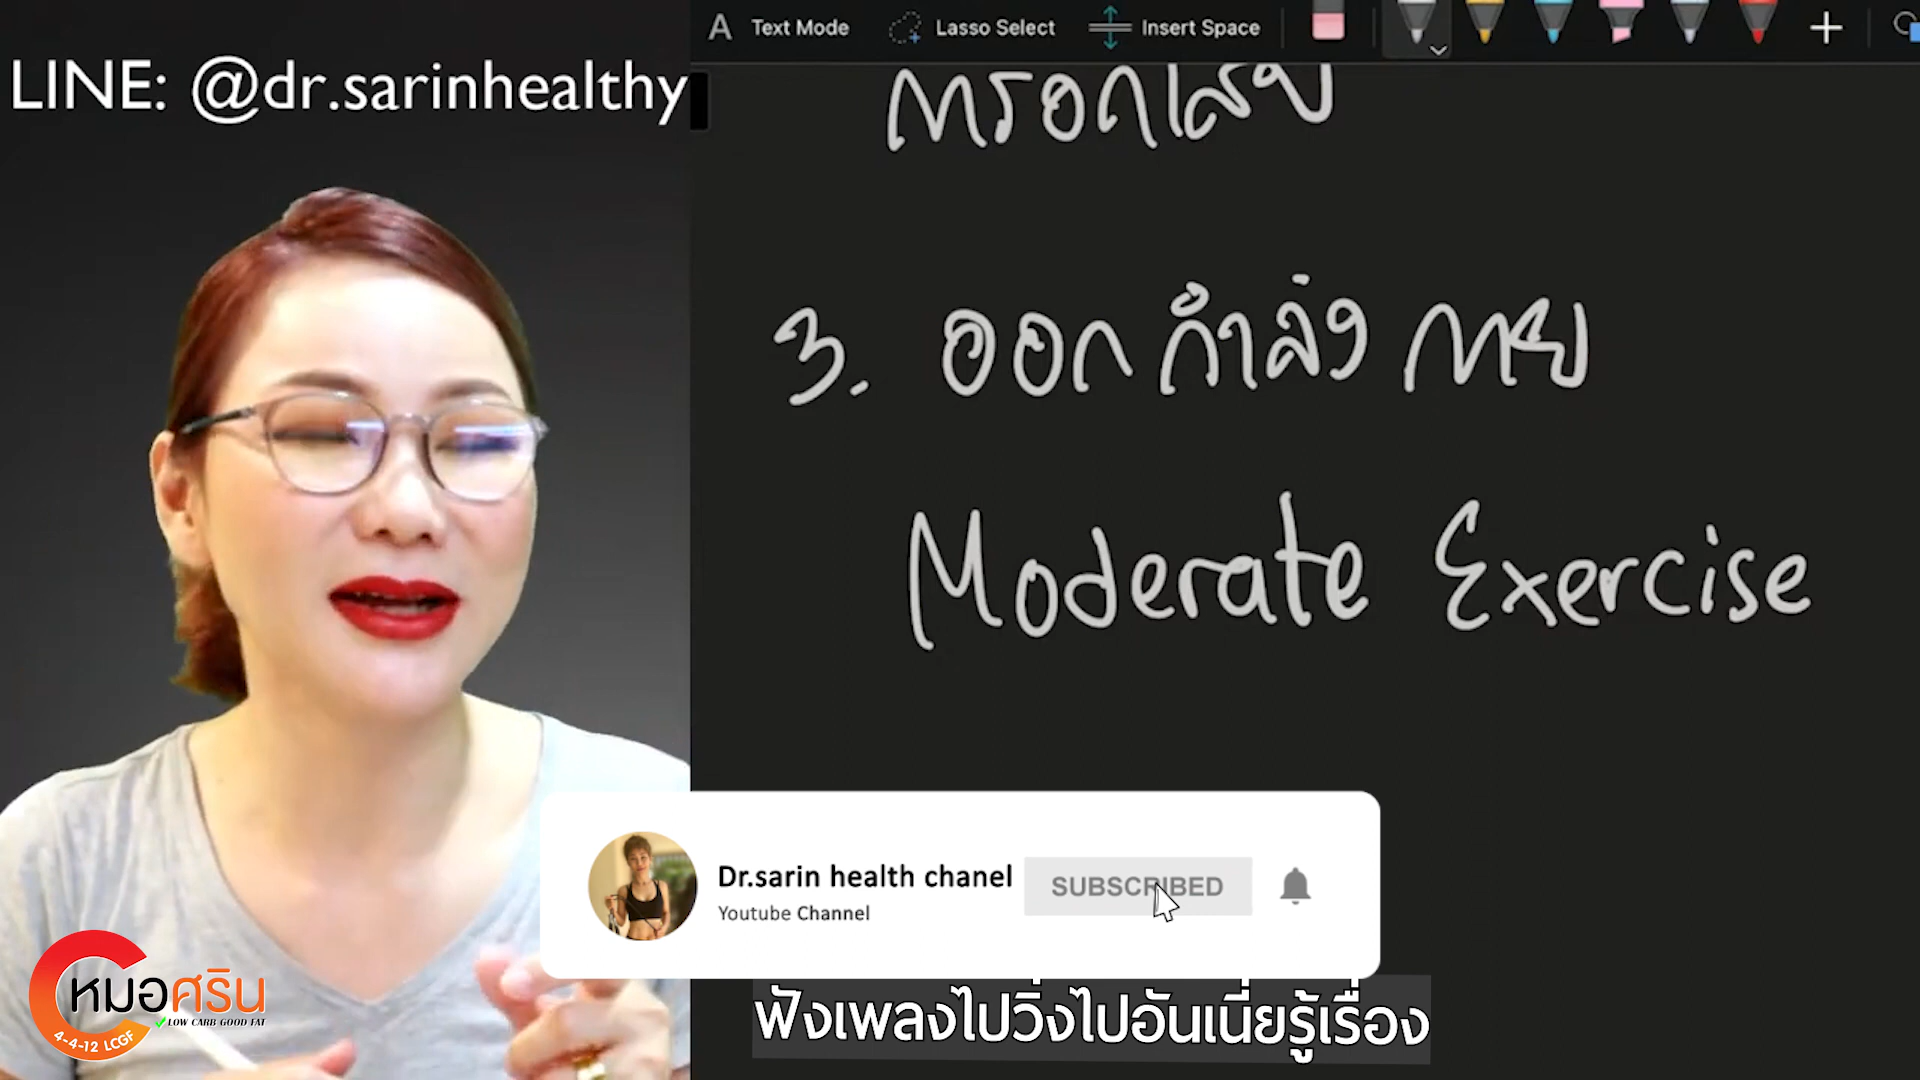 Text Mode
Lasso Select
Insert Space
LINE: @dr.sarinhealthy
3. ออกกำลังกาย
Moderate Exercise
Dr.sarin health chanel
SUBSCRIBED
Youtube Channel
หมอศริน
LOW CARB GOOD FAT
4-4-12 LCGF
ฟังเพลงไปวิ่งไปอันเนี่ยรู้เรื่อง